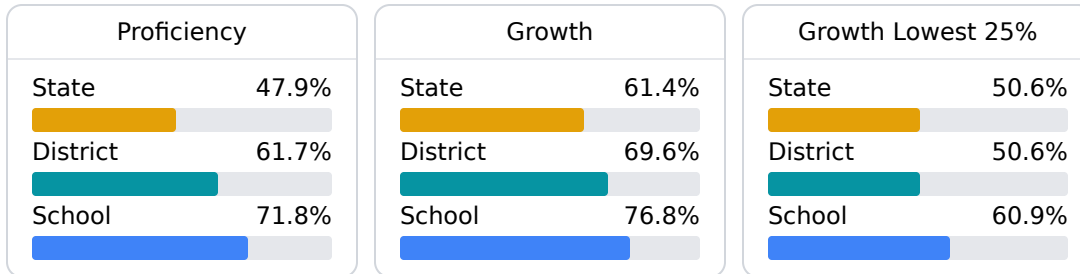 Proficiency
State 47.9%
District 61.7%
School 71.8%
Growth
State 61.4%
District 69.6%
School 76.8%
Growth Lowest 25%
State 50.6%
District 50.6%
School 60.9%